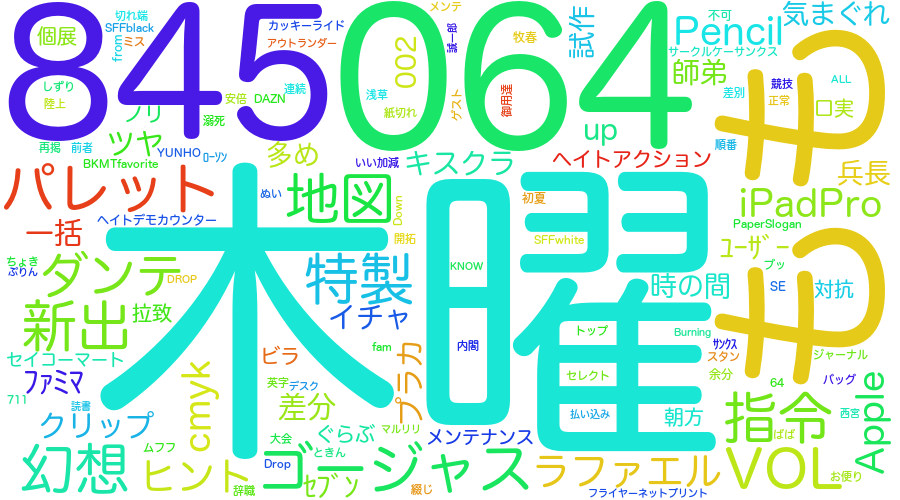 845
064
木曜
も
も
個展
切れ端
SFFblack
ミス
from
カッキーライド
アウトランダー
メンテ
誠一郎
牧春
試作
Pencil
不可
気まぐれ
サークルケーサンクス
師弟
差別
競技
正常
ALL
口実
しずり
陸上
ノリ
安倍
DAZN
連続
浅草
002
紙切れ
ゲスト
御用達
up
順番
再掲
前者
ツヤ
溺死
YUNHO
ローソン
BKMTfavorite
多め
いい加減
キスクラ
ヘイトアクション
兵長
パレット
地図
ぬい
Down
初夏
iPadPro
PaperSlogan
一括
ヘイトデモカウンター
開拓
SFFwhite
ユーザー
ブッ
ちょき
ぷりん
ダンテ
DROP
特製
KNOW
時の間
SE
対抗
新出
拉致
イチャ
トップ
Burning
セイコーマート
ビラ
fam
プラカ
内閣
サンクス
スタン
ジャーナル
ファミマ
cmyk
英字
デスク
セレクト
余分
64
バッグ
Apple
711
読書
クリップ
差分
マルリリ
払い込み
朝方
指令
西宮
ぱぱ
幻想
ムフフ
大会
ぐらぶ
ときん
メンテナンス
ヒント
Drop
ゴージャス
ラファエル
VOL
お便り
辞職
セブン
綴じ
フライヤーネットプリント